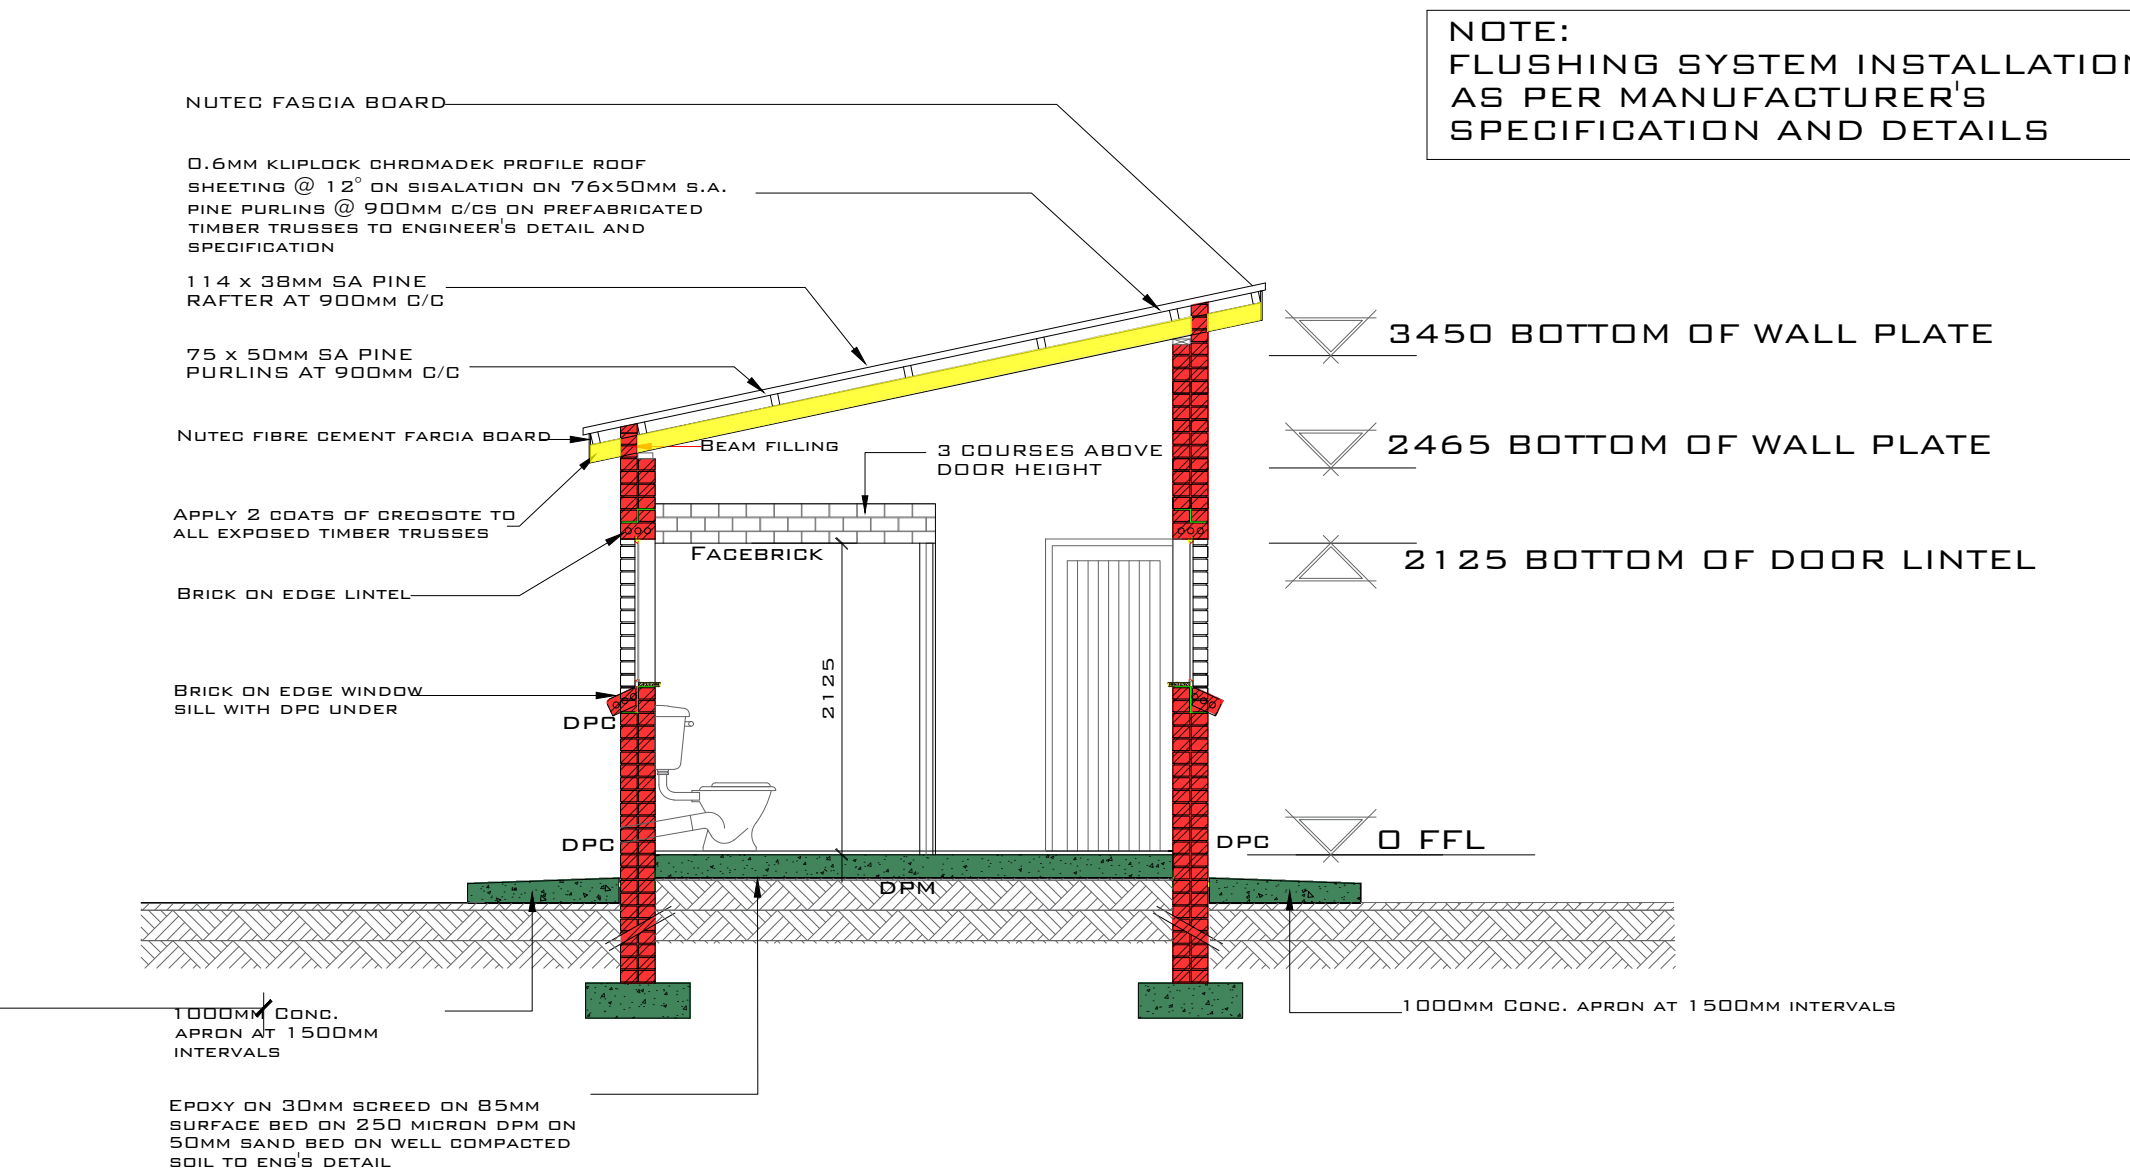 NOTE:
FLUSHING SYSTEM INSTALLATION
AS PER MANUFACTURER'S
SPECIFICATION AND DETAILS
NUTEC FASCIA BOARD
0.6MM KLIPLOCK CHROMADEK PROFILE ROOF
SHEETING @ 12° ON SISALATION ON 76x50MM S.A.
PINE PURLINS @ 900MM C/CS ON PREFABRICATED
TIMBER TRUSSES TO ENGINEER'S DETAIL AND
SPECIFICATION
114 x 38MM SA PINE
RAFTER AT 900MM C/C
75 x 50MM SA PINE
PURLINS AT 900MM C/C
NUTEC FIBRE CEMENT FARCIA BOARD
BEAM FILLING
3 COURSES ABOVE
DOOR HEIGHT
APPLY 2 COATS OF CREOSOTE TO
ALL EXPOSED TIMBER TRUSSES
FACEBRICK
BRICK ON EDGE LINTEL
2125
BRICK ON EDGE WINDOW
SILL WITH DPC UNDER
DPC
DPC
DPM
DPC
3450 BOTTOM OF WALL PLATE
2465 BOTTOM OF WALL PLATE
2125 BOTTOM OF DOOR LINTEL
0 FFL
1000MM CONC.
APRON AT 1500MM
INTERVALS
1000MM CONC. APRON AT 1500MM INTERVALS
EPOXY ON 30MM SCREED ON 85MM
SURFACE BED ON 250 MICRON DPM ON
50MM SAND BED ON WELL COMPACTED
SOIL TO ENG'S DETAIL